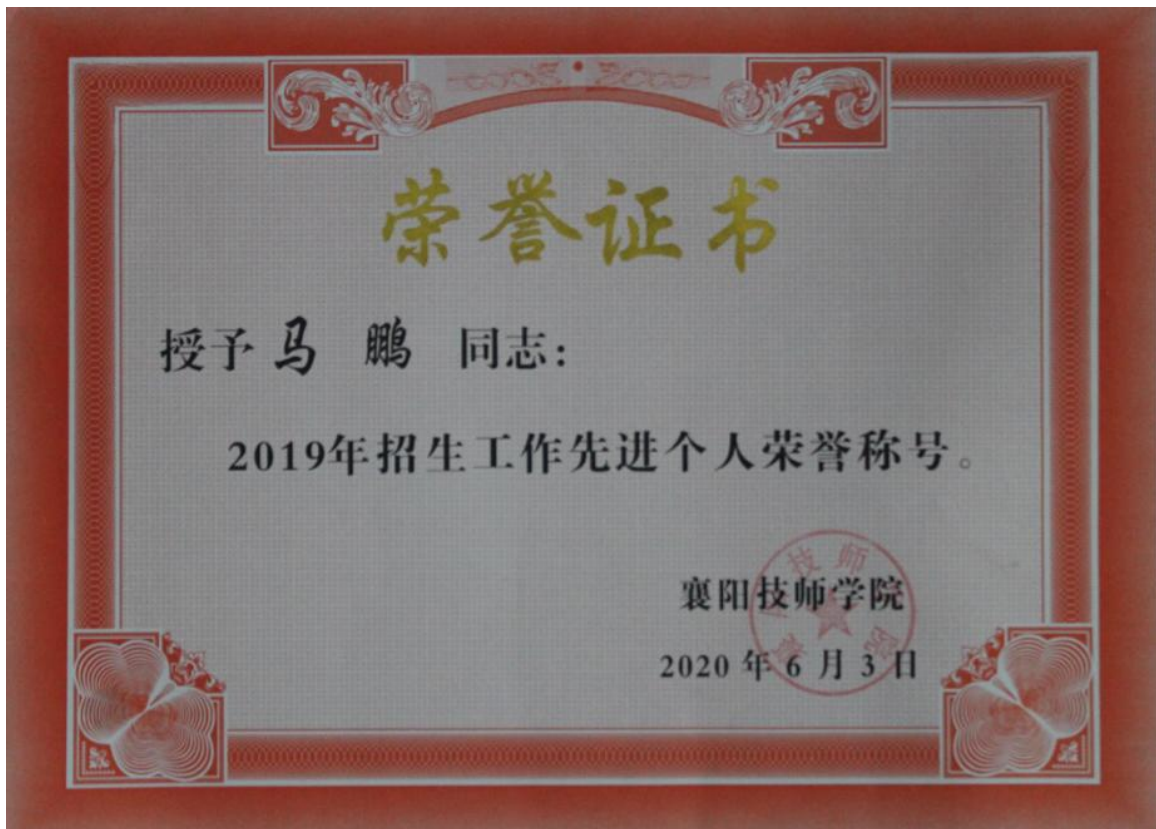 荣誉证书
授予 马 鹏 同志：
2019年招生工作先进个人荣誉称号。
襄阳技师学院
2020 年 6 月 3 日